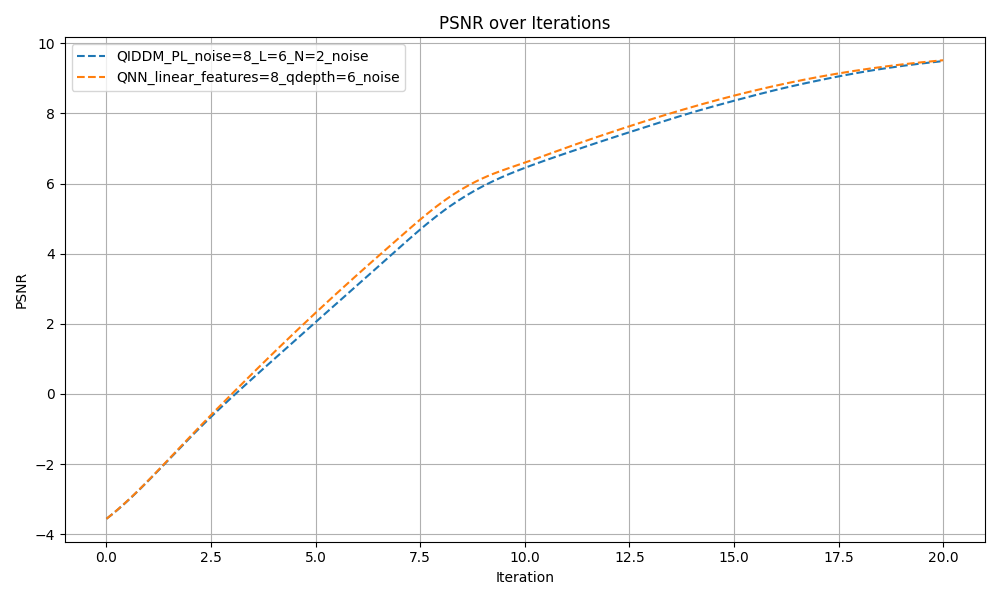 PSNR over Iterations
QIDDM_PL_noise=8_L=6_N=2_noise
QNN_linear_features=8_qdepth=6_noise
10
8
6
4
2
0
−2
−4
PSNR
0.0 2.5 5.0 7.5 10.0 12.5 15.0 17.5 20.0
Iteration